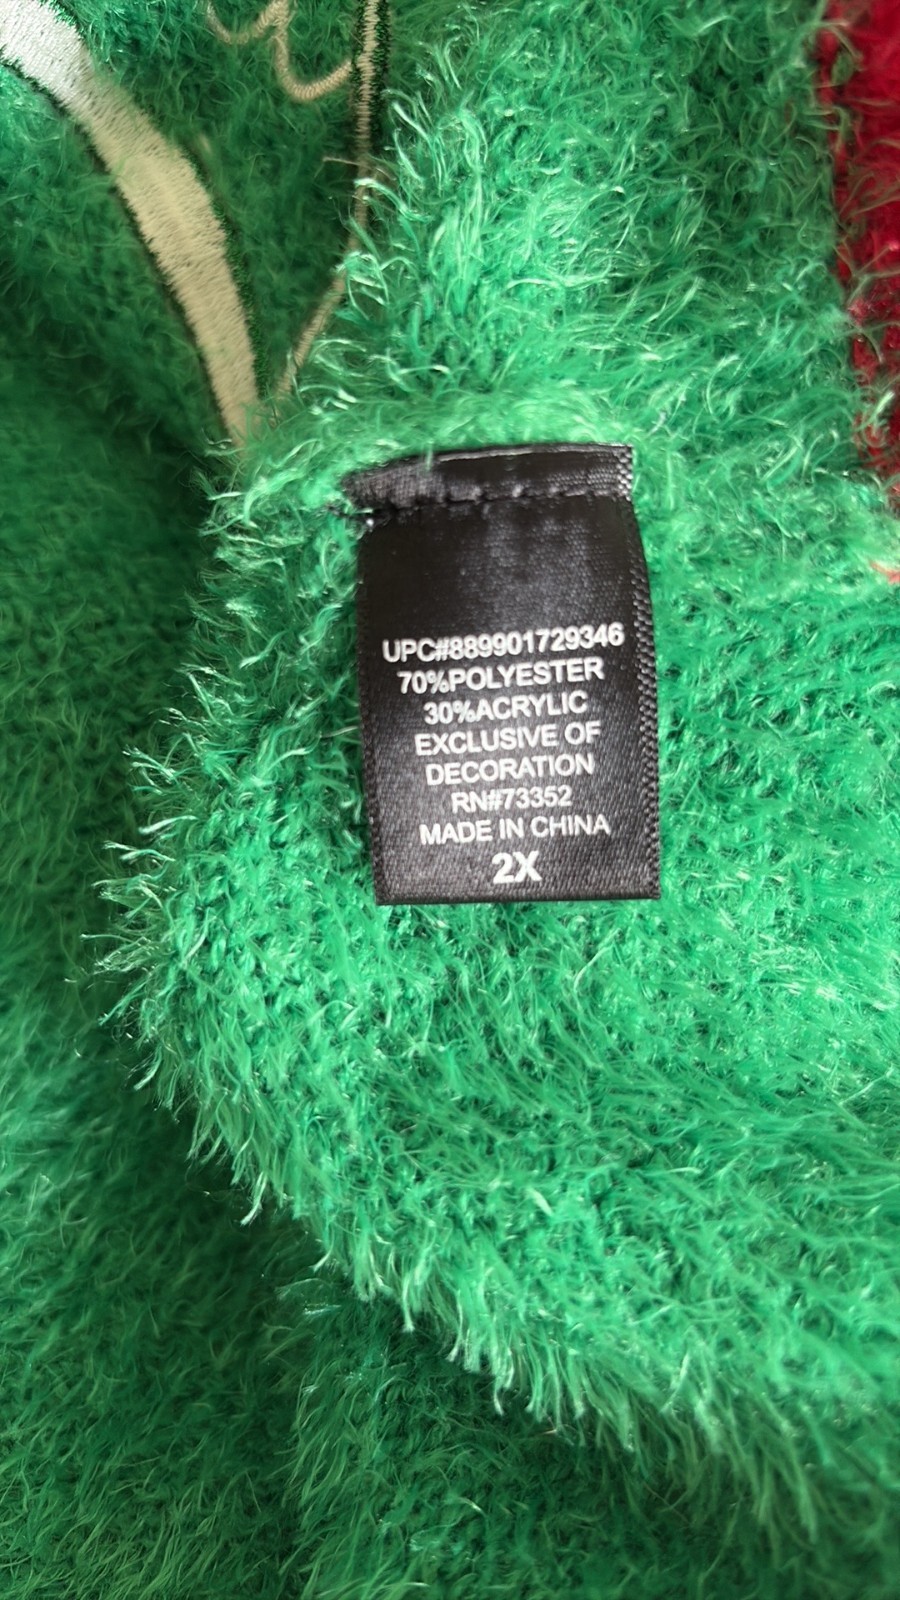 UPC#889901729346
70%POLYESTER
30%ACRYLIC
EXCLUSIVE OF
DECORATION
RN#73352
MADE IN CHINA
2X